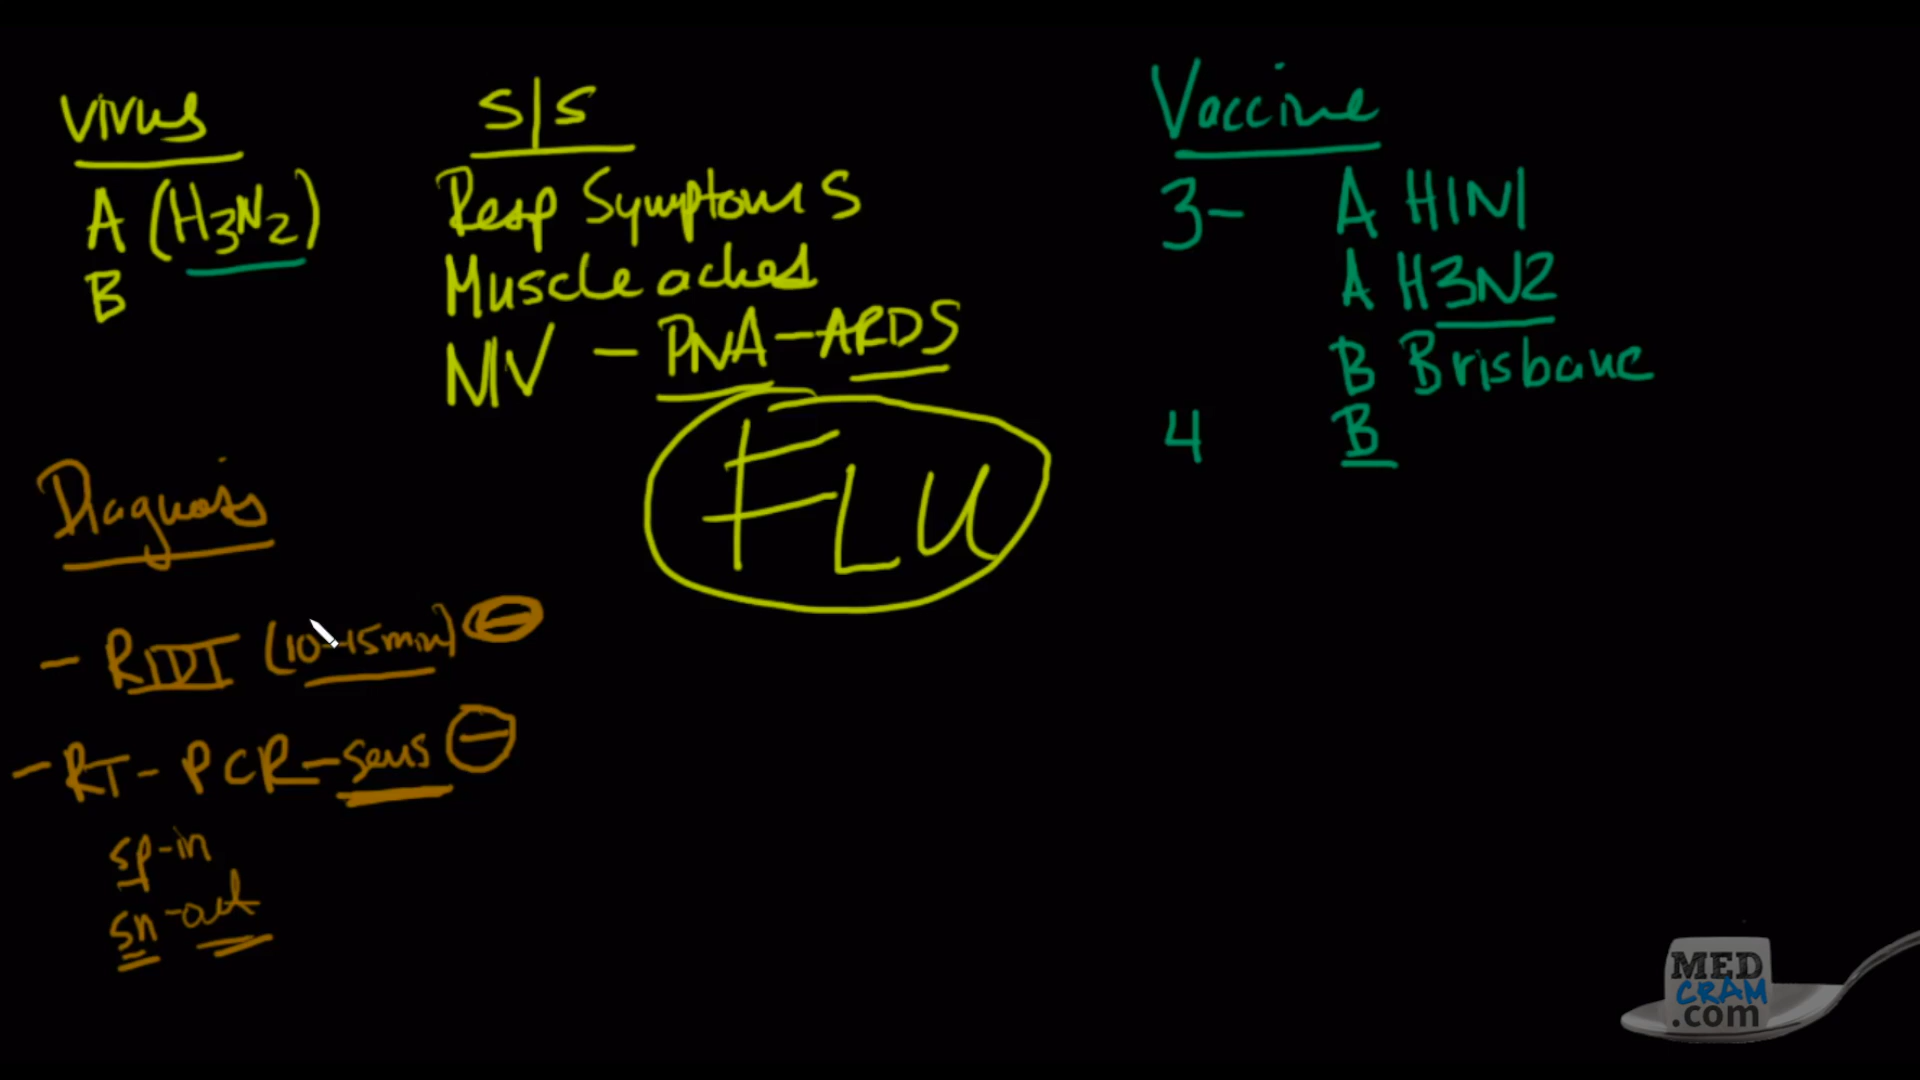 Virus
A (H3N2)
B
S|S
Resp Symptoms
Muscle aches
N|V – PNA – ARDS
FLU
Vaccine
3 – A H1N1
A H3N2
B Brisbane
4 B
Diagnosis
– RIDT (10-15min) ⊖
– RT-PCR – sens ⊖
sp-in
sn-out
MED
CRAM
.com